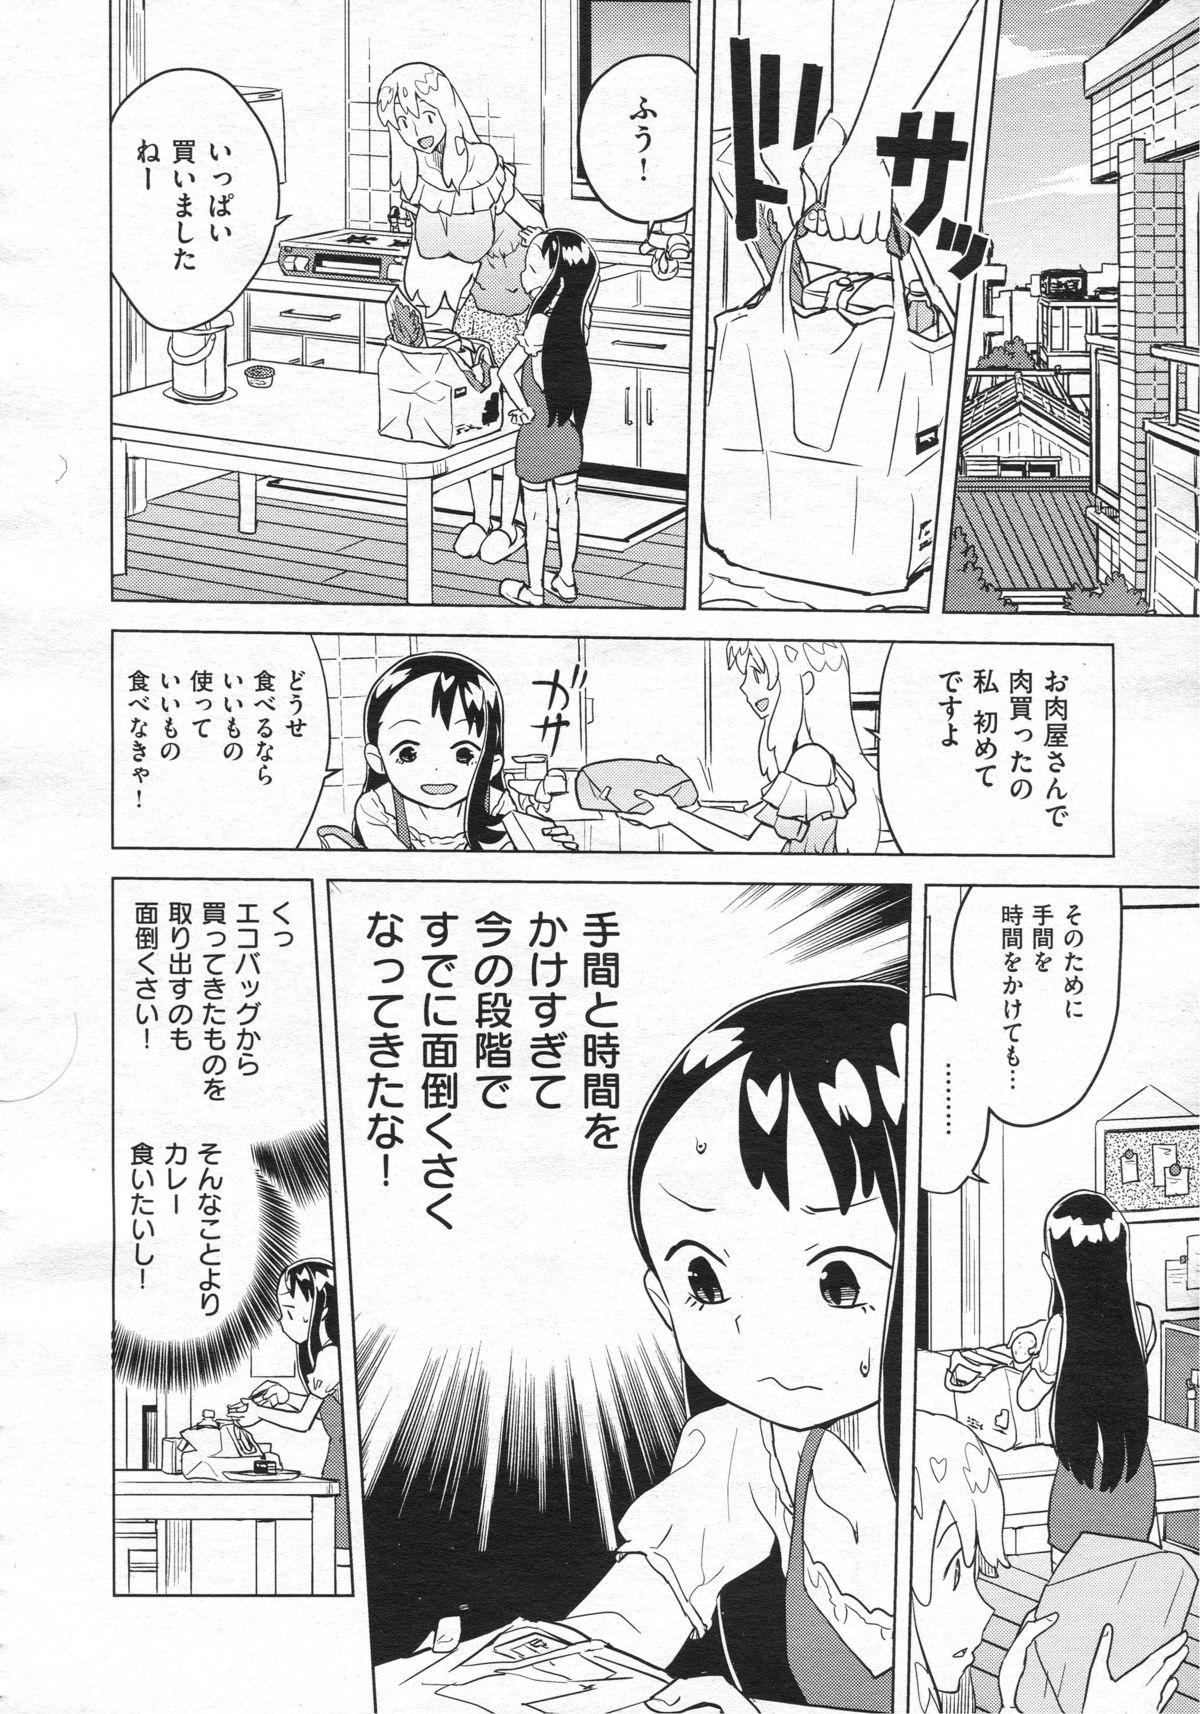 ドサッ
ふう！
いっぱい
買いました
ねー
お肉屋さんで
肉買ったの
私 初めて
ですよ
ガサ
どうせ
食べるなら
いいもの
使って
いいもの
食べなきゃ！
そのために
手間を
時間をかけても…
………
手間と時間を
かけすぎて
今の段階で
すでに面倒くさく
なってきたな！
くっ
エコバッグから
買ってきたものを
取り出すのも
面倒くさい！
そんなことより
カレー
食いたいし！